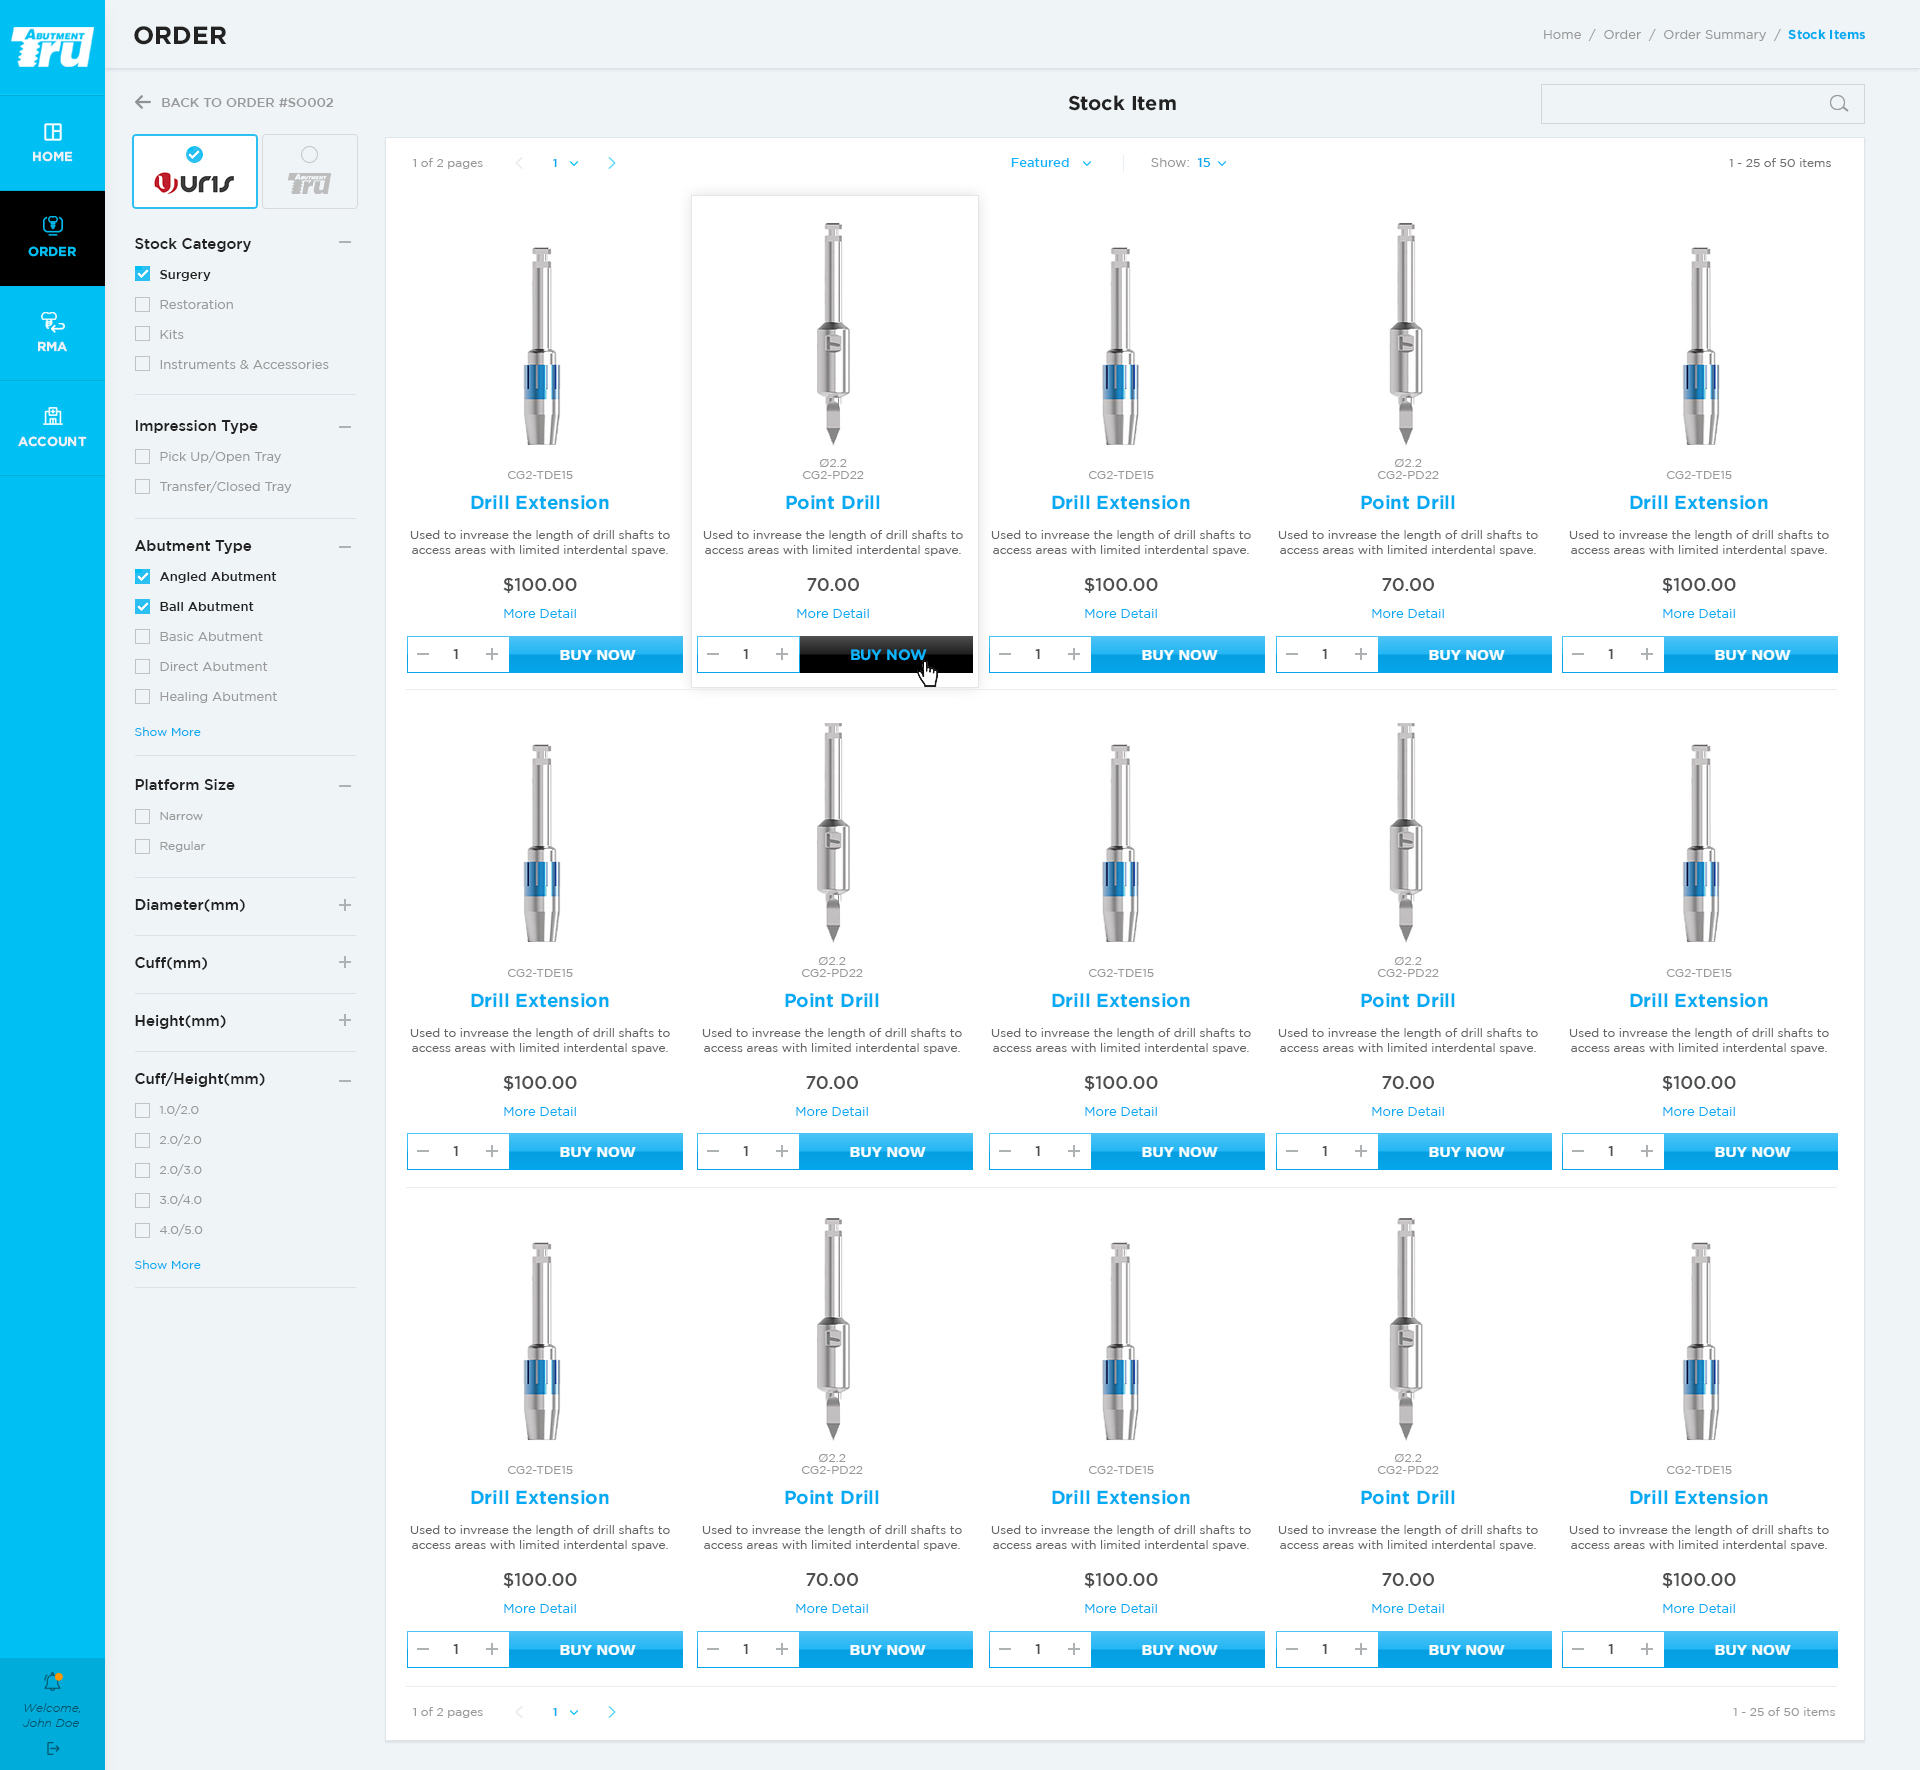 ABUTMENT
Tru
ORDER
Home / Order / Order Summary / Stock Items
HOME
ORDER
RMA
ACCOUNT
Welcome,
John Doe
BACK TO ORDER #SO002
Stock Item
uris
ABUTMENT
Tru
Stock Category
Surgery
Restoration
Kits
Instruments & Accessories
Impression Type
Pick Up/Open Tray
Transfer/Closed Tray
Abutment Type
Angled Abutment
Ball Abutment
Basic Abutment
Direct Abutment
Healing Abutment
Show More
Platform Size
Narrow
Regular
Diameter(mm)
Cuff(mm)
Height(mm)
Cuff/Height(mm)
1.0/2.0
2.0/2.0
2.0/3.0
3.0/4.0
4.0/5.0
Show More
1 of 2 pages 1 Featured Show: 15 1 - 25 of 50 items
CG2-TDE15
Drill Extension
Used to invrease the length of drill shafts to
access areas with limited interdental spave.
$100.00
More Detail
1 BUY NOW
Ø2.2
CG2-PD22
Point Drill
Used to invrease the length of drill shafts to
access areas with limited interdental spave.
70.00
More Detail
1 BUY NOW
CG2-TDE15
Drill Extension
Used to invrease the length of drill shafts to
access areas with limited interdental spave.
$100.00
More Detail
1 BUY NOW
Ø2.2
CG2-PD22
Point Drill
Used to invrease the length of drill shafts to
access areas with limited interdental spave.
70.00
More Detail
1 BUY NOW
CG2-TDE15
Drill Extension
Used to invrease the length of drill shafts to
access areas with limited interdental spave.
$100.00
More Detail
1 BUY NOW
CG2-TDE15
Drill Extension
Used to invrease the length of drill shafts to
access areas with limited interdental spave.
$100.00
More Detail
1 BUY NOW
Ø2.2
CG2-PD22
Point Drill
Used to invrease the length of drill shafts to
access areas with limited interdental spave.
70.00
More Detail
1 BUY NOW
CG2-TDE15
Drill Extension
Used to invrease the length of drill shafts to
access areas with limited interdental spave.
$100.00
More Detail
1 BUY NOW
Ø2.2
CG2-PD22
Point Drill
Used to invrease the length of drill shafts to
access areas with limited interdental spave.
70.00
More Detail
1 BUY NOW
CG2-TDE15
Drill Extension
Used to invrease the length of drill shafts to
access areas with limited interdental spave.
$100.00
More Detail
1 BUY NOW
CG2-TDE15
Drill Extension
Used to invrease the length of drill shafts to
access areas with limited interdental spave.
$100.00
More Detail
1 BUY NOW
Ø2.2
CG2-PD22
Point Drill
Used to invrease the length of drill shafts to
access areas with limited interdental spave.
70.00
More Detail
1 BUY NOW
CG2-TDE15
Drill Extension
Used to invrease the length of drill shafts to
access areas with limited interdental spave.
$100.00
More Detail
1 BUY NOW
Ø2.2
CG2-PD22
Point Drill
Used to invrease the length of drill shafts to
access areas with limited interdental spave.
70.00
More Detail
1 BUY NOW
CG2-TDE15
Drill Extension
Used to invrease the length of drill shafts to
access areas with limited interdental spave.
$100.00
More Detail
1 BUY NOW
1 of 2 pages 1 1 - 25 of 50 items